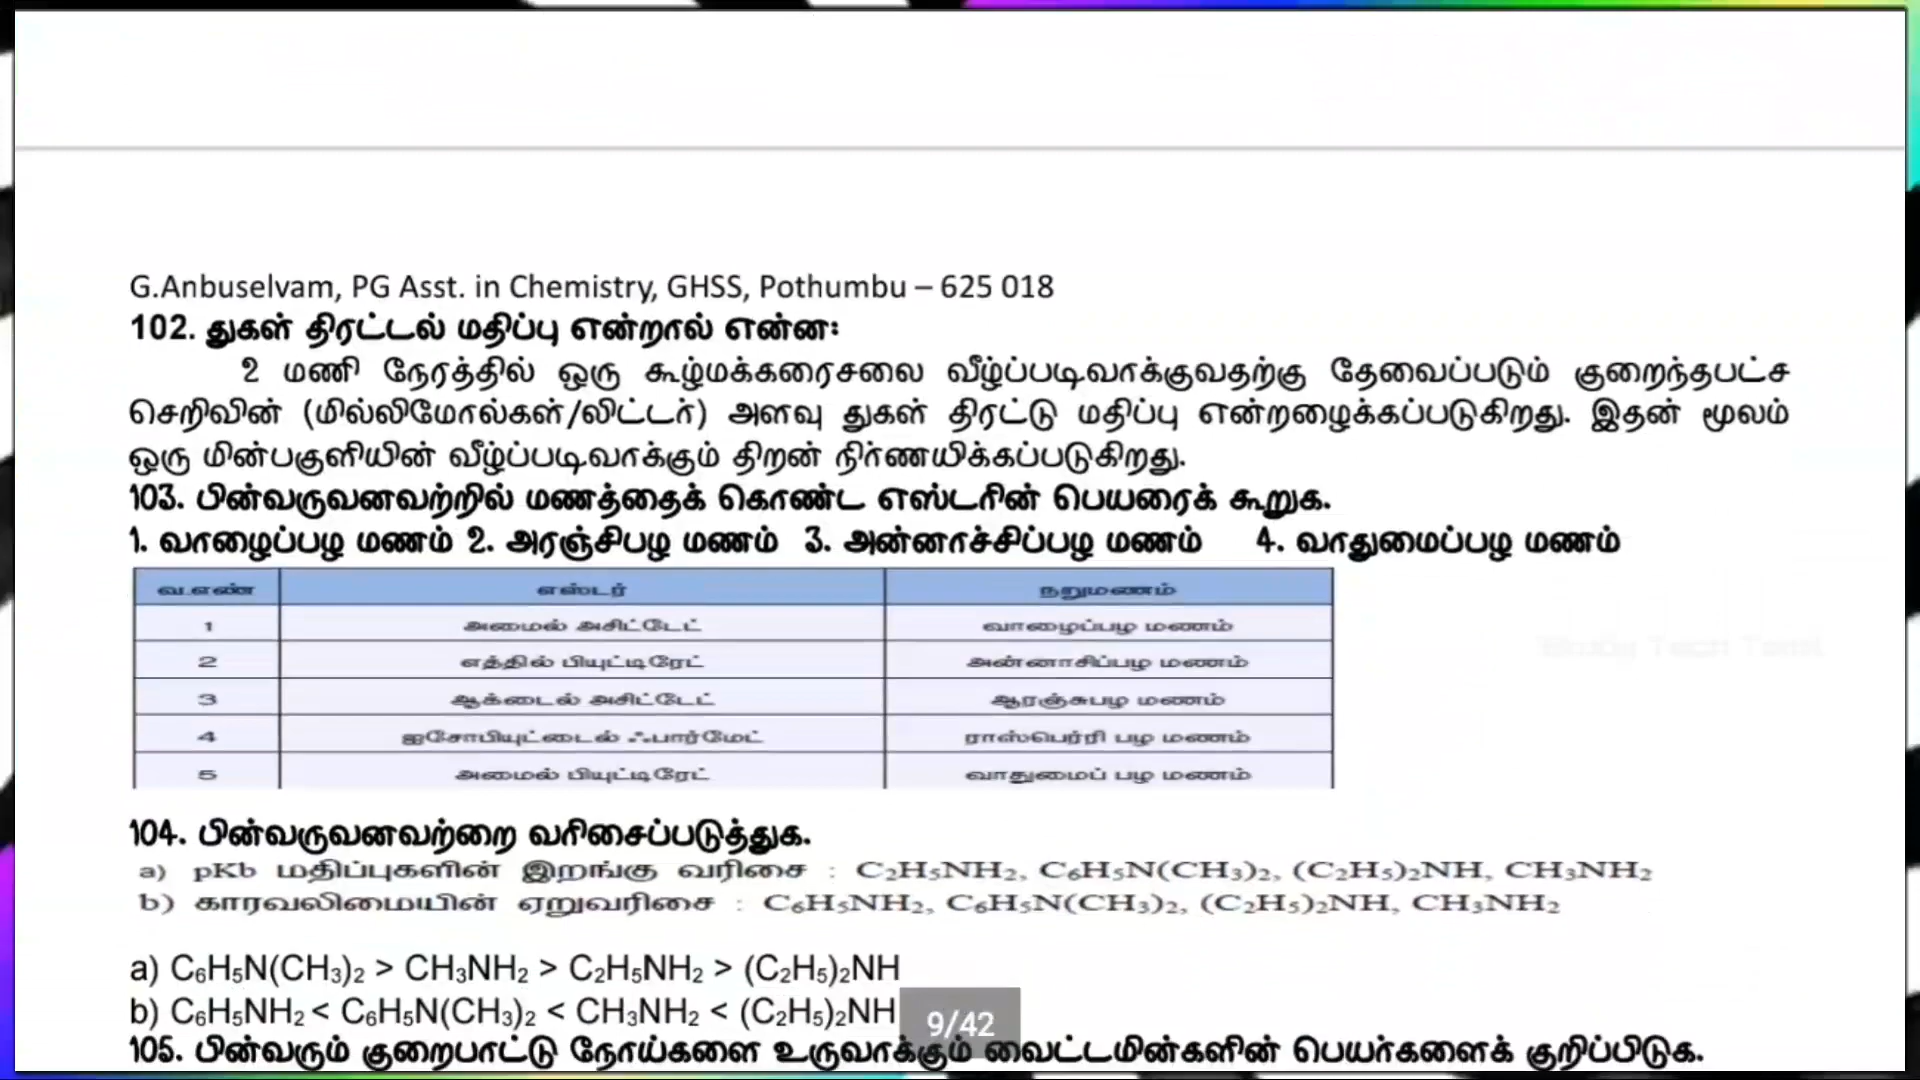 G.Anbuselvam, PG Asst. in Chemistry, GHSS, Pothumbu – 625 018
102. துகள் திரட்டல் மதிப்பு என்றால் என்ன:
2 மணி நேரத்தில் ஒரு கூழ்மக்கரைசலை வீழ்ப்படிவாக்குவதற்கு தேவைப்படும் குறைந்தபட்ச
செறிவின் (மில்லிமோல்கள்/லிட்டர்) அளவு துகள் திரட்டு மதிப்பு என்றழைக்கப்படுகிறது. இதன் மூலம்
ஒரு மின்பகுளியின் வீழ்ப்படிவாக்கும் திறன் நிர்ணயிக்கப்படுகிறது.
103. பின்வருவனவற்றில் மணத்தைக் கொண்ட எஸ்டரின் பெயரைக் கூறுக.
1. வாழைப்பழ மணம் 2. அரஞ்சிபழ மணம் 3. அன்னாச்சிப்பழ மணம் 4. வாதுமைப்பழ மணம்
வ.எண் எஸ்டர் நறுமணம்
1 அமைல் அசிட்டேட் வாழைப்பழ மணம்
2 எத்தில் பியுட்டிரேட் அன்னாசிப்பழ மணம்
3 ஆக்டைல் அசிட்டேட் ஆரஞ்சுபழ மணம்
4 ஐசோபியுட்டைல் ஃபார்மேட் ராஸ்பெர்ரி பழ மணம்
5 அமைல் பியுட்டிரேட் வாதுமைப் பழ மணம்
104. பின்வருவனவற்றை வரிசைப்படுத்துக.
a) pKb மதிப்புகளின் இறங்கு வரிசை : C₂H₅NH₂, C₆H₅N(CH₃)₂, (C₂H₅)₂NH, CH₃NH₂
b) காரவலிமையின் ஏறுவரிசை : C₆H₅NH₂, C₆H₅N(CH₃)₂, (C₂H₅)₂NH, CH₃NH₂
a) C₆H₅N(CH₃)₂ > CH₃NH₂ > C₂H₅NH₂ > (C₂H₅)₂NH
b) C₆H₅NH₂ < C₆H₅N(CH₃)₂ < CH₃NH₂ < (C₂H₅)₂NH
9/42
105. பின்வரும் குறைபாட்டு நோய்களை உருவாக்கும் வைட்டமின்களின் பெயர்களைக் குறிப்பிடுக.